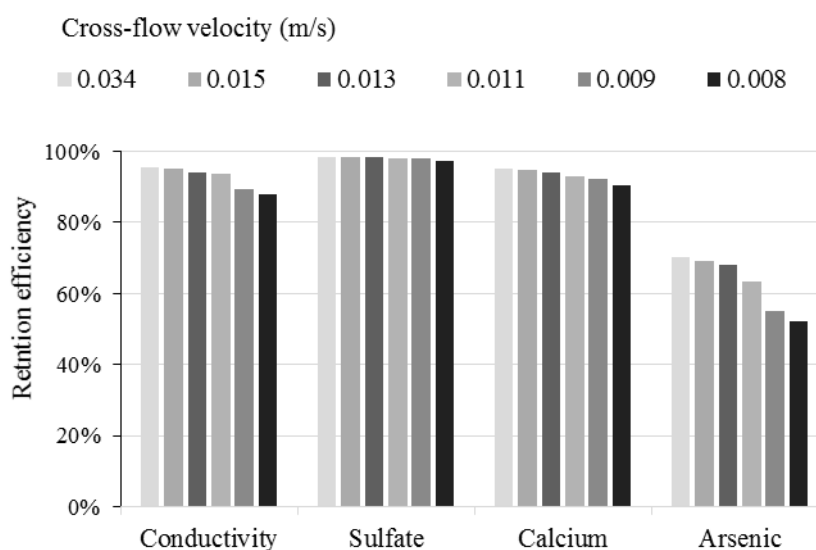 Cross-flow velocity (m/s)
0.034 0.015 0.013 0.011 0.009 0.008
100%
80%
60%
40%
20%
0%
Retntion efficiency
Conductivity Sulfate Calcium Arsenic